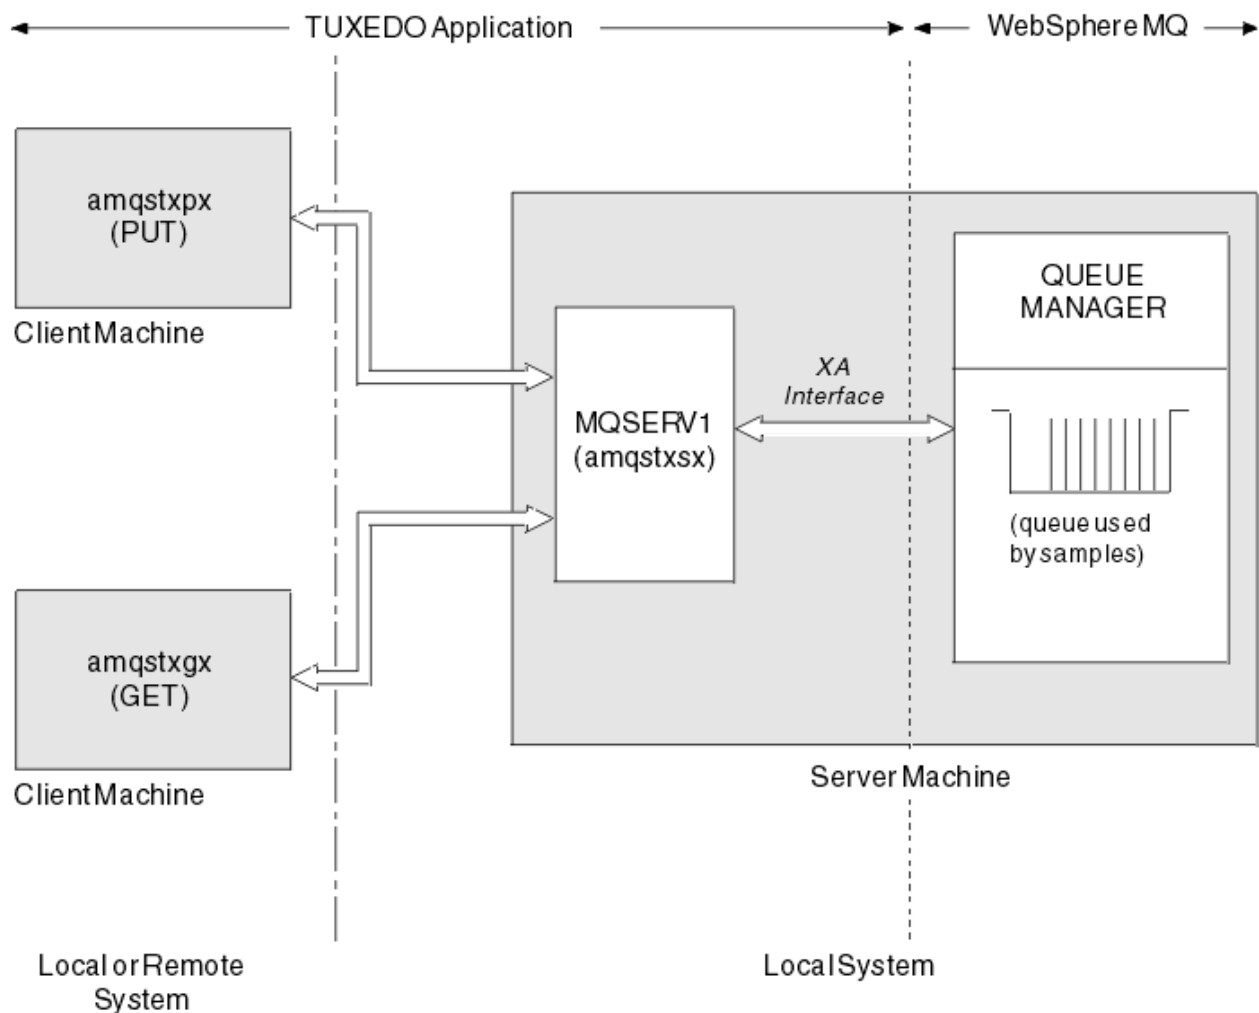 TUXEDO Application
WebSphere MQ
amqstxpx
(PUT)
Client Machine
QUEUE
MANAGER
XA
Interface
MQSERV1
(amqstxsx)
(queue used
by samples)
amqstxgx
(GET)
Client Machine
Server Machine
Local or Remote
System
Local System